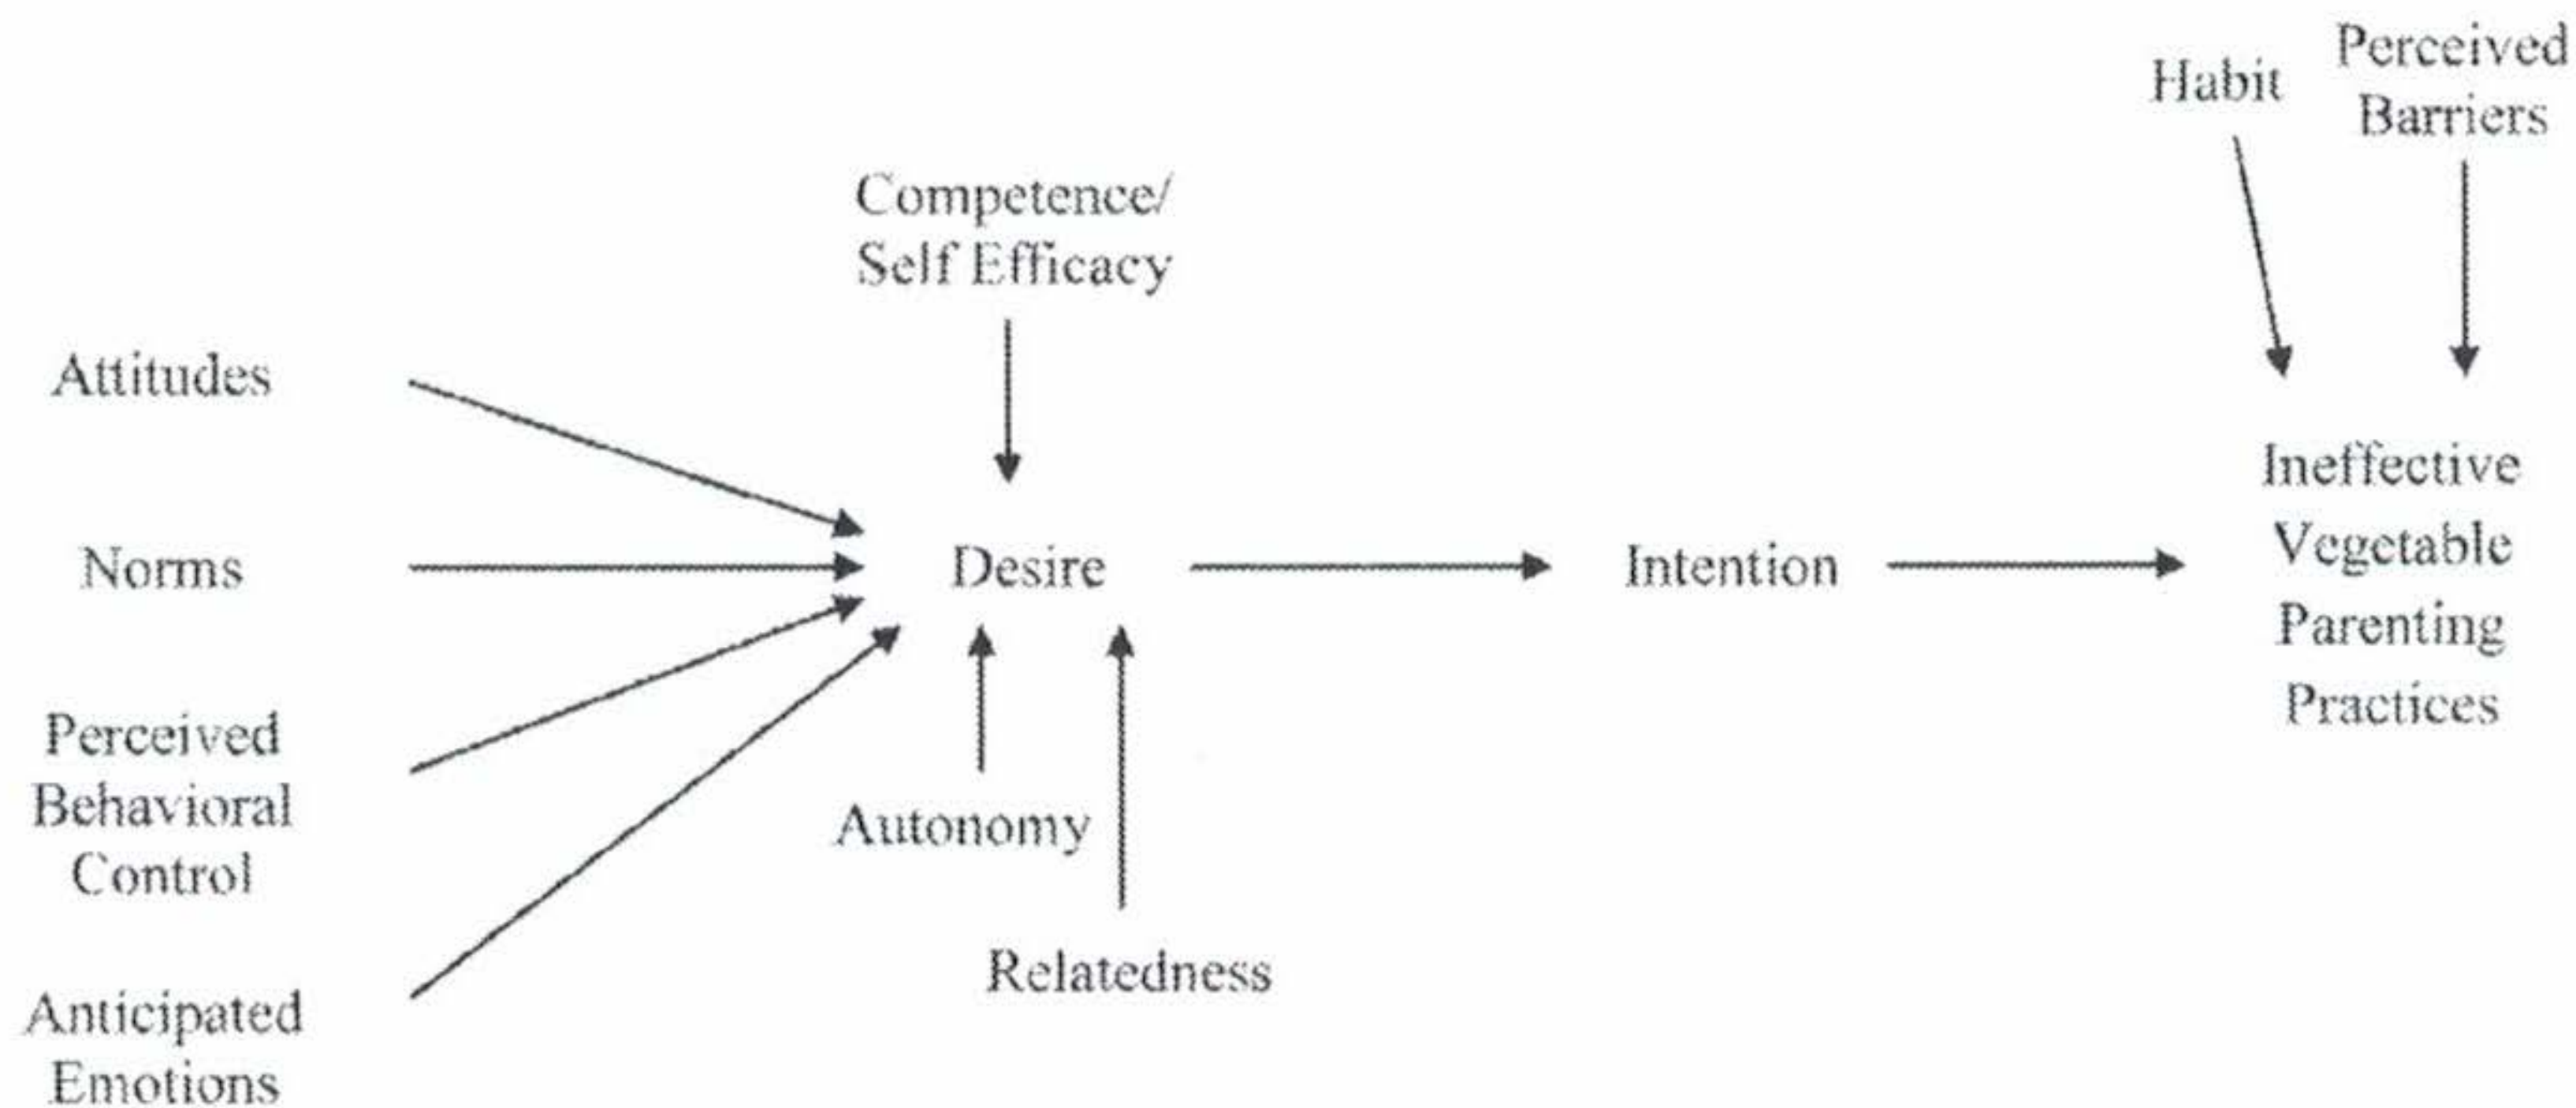 Habit
Perceived
Barriers
Competence/
Self Efficacy
Attitudes
Norms
Desire
Intention
Ineffective
Vegetable
Parenting
Practices
Perceived
Behavioral
Control
Autonomy
Relatedness
Anticipated
Emotions